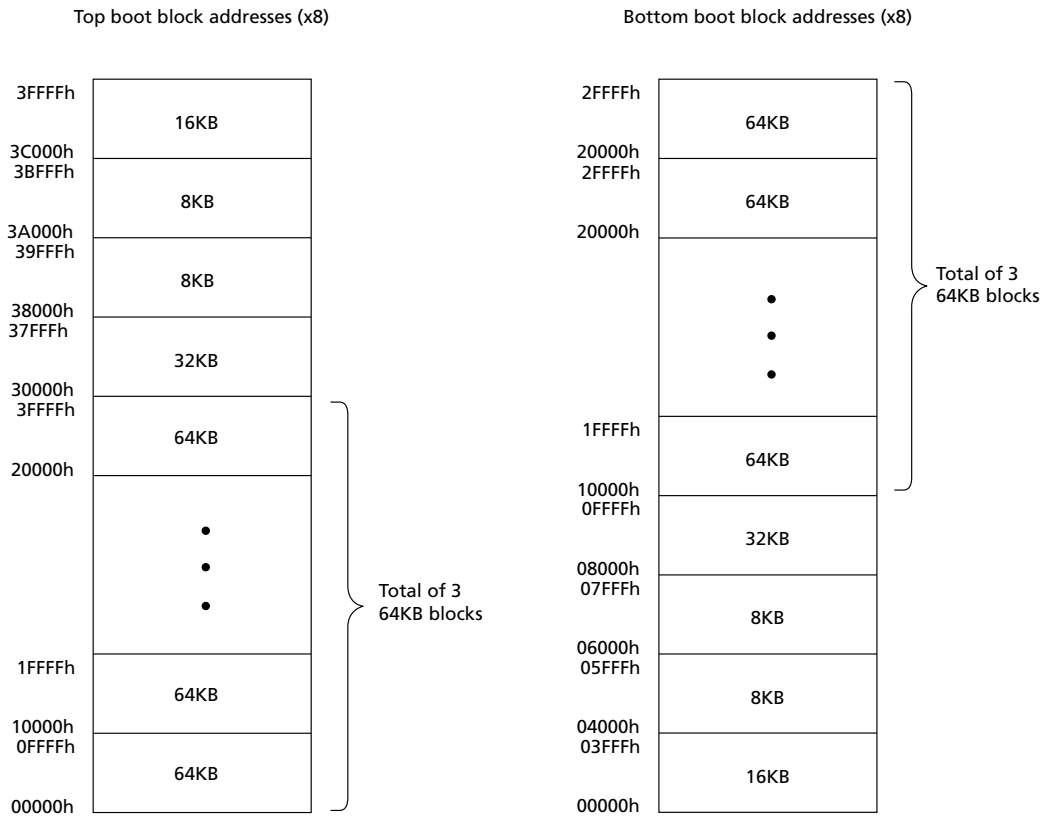 Top boot block addresses (x8)
3FFFFh
16KB
3C000h
3BFFFh
8KB
3A000h
39FFFh
8KB
38000h
37FFFh
32KB
30000h
3FFFFh
64KB
20000h
Total of 3
64KB blocks
1FFFFh
64KB
10000h
0FFFFh
64KB
00000h
Bottom boot block addresses (x8)
2FFFFh
64KB
20000h
2FFFFh
64KB
20000h
Total of 3
64KB blocks
1FFFFh
64KB
10000h
0FFFFh
32KB
08000h
07FFFh
8KB
06000h
05FFFh
8KB
04000h
03FFFh
16KB
00000h